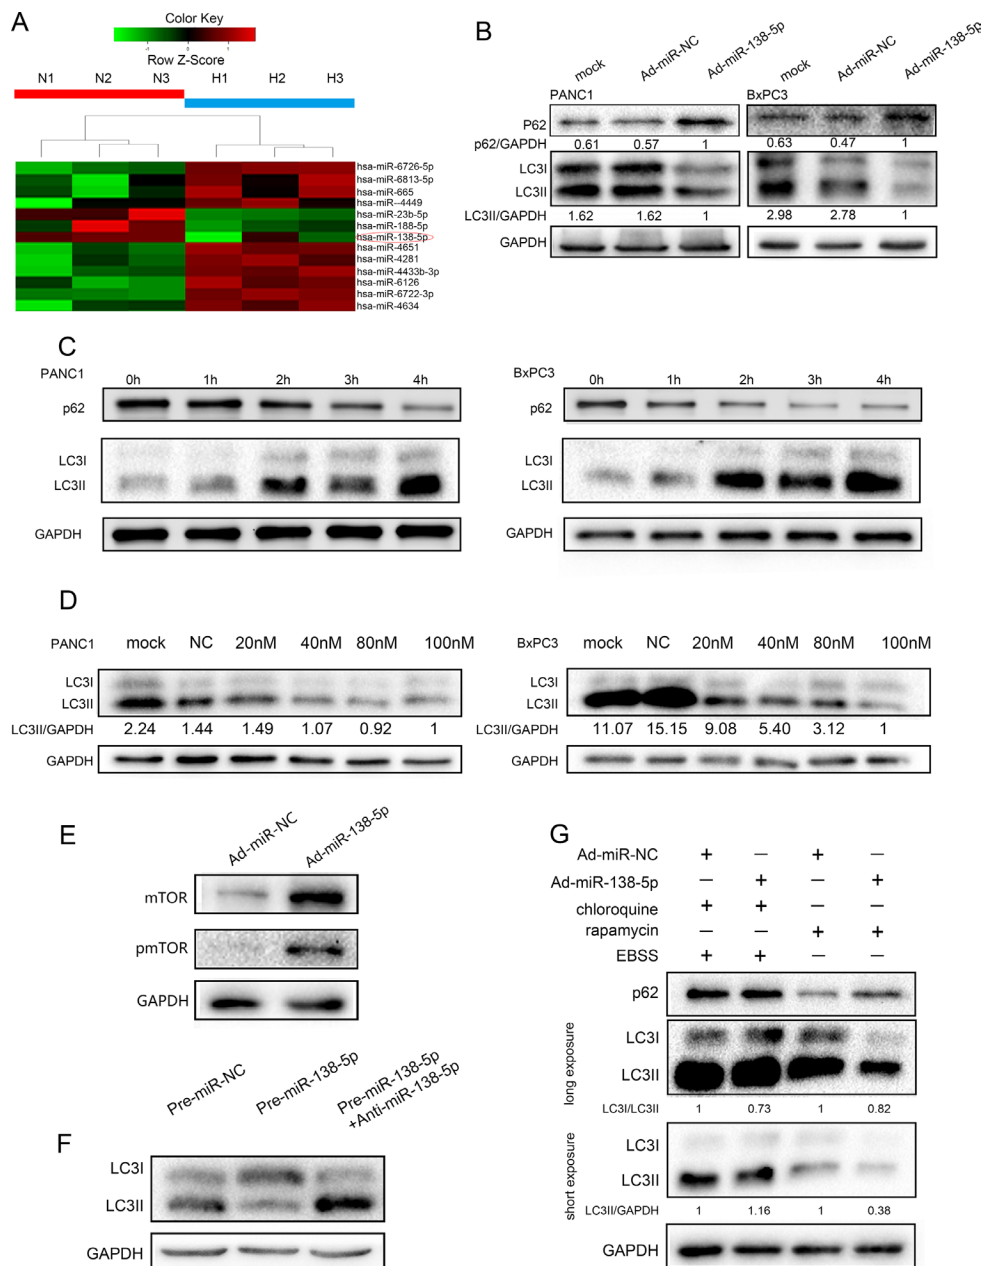 A
Color Key
-1 0 1
Row Z-Score
N1 N2 N3 H1 H2 H3
hsa-miR-6726-5p
hsa-miR-6813-5p
hsa-miR-665
hsa-miR--4449
hsa-miR-23b-5p
hsa-miR-188-5p
hsa-miR-138-5p
hsa-miR-4651
hsa-miR-4281
hsa-miR-4433b-3p
hsa-miR-6126
hsa-miR-6722-3p
hsa-miR-4634
B
mock Ad-miR-NC Ad-miR-138-5p mock Ad-miR-NC Ad-miR-138-5p
PANC1 BxPC3
P62
p62/GAPDH 0.61 0.57 1 0.63 0.47 1
LC3I
LC3II
LC3II/GAPDH 1.62 1.62 1 2.98 2.78 1
GAPDH
C
PANC1 0h 1h 2h 3h 4h
p62
LC3I
LC3II
GAPDH
BxPC3 0h 1h 2h 3h 4h
p62
LC3I
LC3II
GAPDH
D
PANC1 mock NC 20nM 40nM 80nM 100nM
LC3I
LC3II
LC3II/GAPDH 2.24 1.44 1.49 1.07 0.92 1
GAPDH
BxPC3 mock NC 20nM 40nM 80nM 100nM
LC3I
LC3II
LC3II/GAPDH 11.07 15.15 9.08 5.40 3.12 1
GAPDH
E
Ad-miR-NC Ad-miR-138-5p
mTOR
pmTOR
GAPDH
F
Pre-miR-NC Pre-miR-138-5p Pre-miR-138-5p
+Anti-miR-138-5p
LC3I
LC3II
GAPDH
G
Ad-miR-NC + — + —
Ad-miR-138-5p — + — +
chloroquine + + — —
rapamycin — — + +
EBSS + + — —
p62
long exposure
LC3I
LC3II
LC3I/LC3II 1 0.73 1 0.82
short exposure
LC3I
LC3II
LC3II/GAPDH 1 1.16 1 0.38
GAPDH